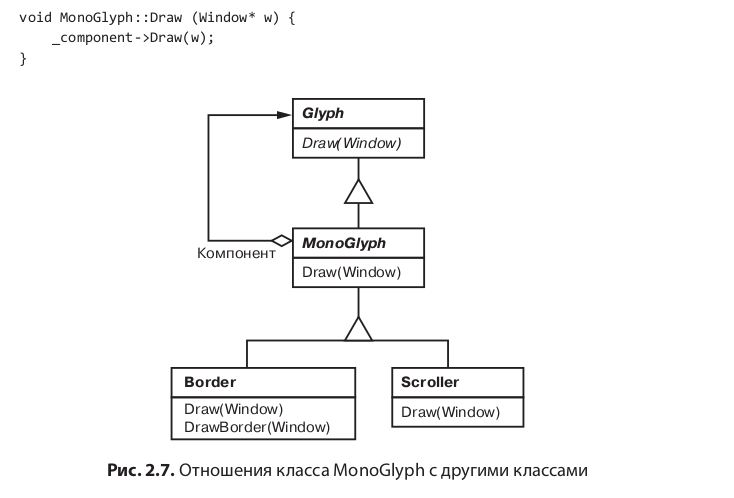 void MonoGlyph::Draw (Window* w) {
    _component->Draw(w);
}
Glyph
Draw(Window)
MonoGlyph
Компонент
Draw(Window)
Border
Draw(Window)
DrawBorder(Window)
Scroller
Draw(Window)
Рис. 2.7. Отношения класса MonoGlyph с другими классами